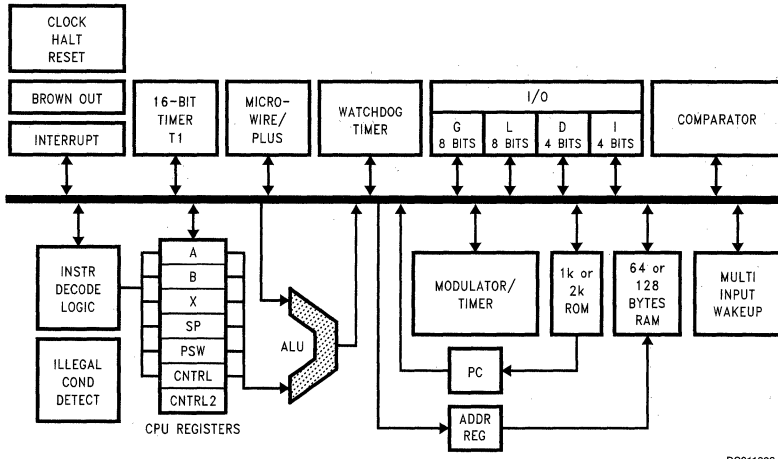 CLOCK
HALT
RESET
BROWN OUT
INTERRUPT
16-BIT
TIMER
T1
MICRO-
WIRE/
PLUS
WATCHDOG
TIMER
I/O
G
8 BITS
L
8 BITS
D
4 BITS
I
4 BITS
COMPARATOR
INSTR
DECODE
LOGIC
ILLEGAL
COND
DETECT
A
B
X
SP
PSW
CNTRL
CNTRL2
CPU REGISTERS
ALU
MODULATOR/
TIMER
1k or
2k
ROM
64 or
128
BYTES
RAM
MULTI
INPUT
WAKEUP
PC
ADDR
REG